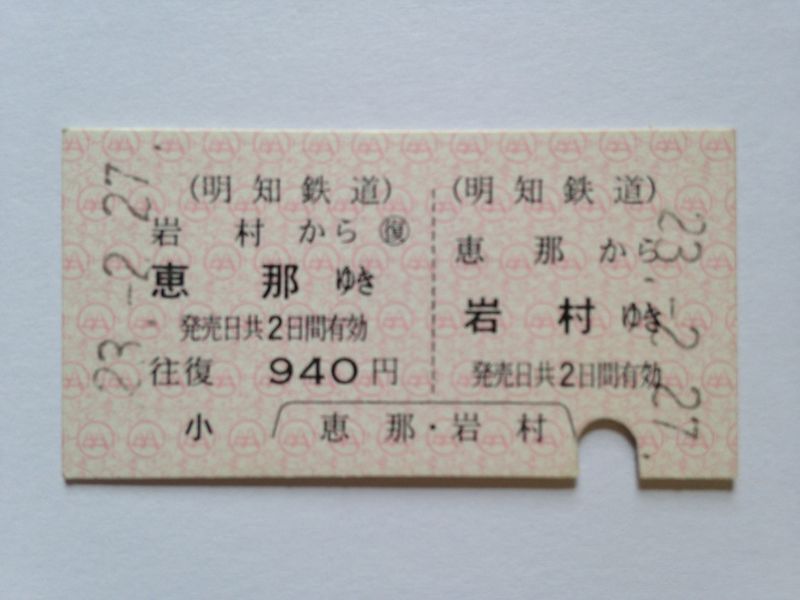 (明知鉄道)
岩村から㊢
恵那ゆき
発売日共2日間有効
往復 940円
小
23.-2.27.
(明知鉄道)
恵那から
岩村ゆき
発売日共2日間有効
23.-2.27.
恵那・岩村